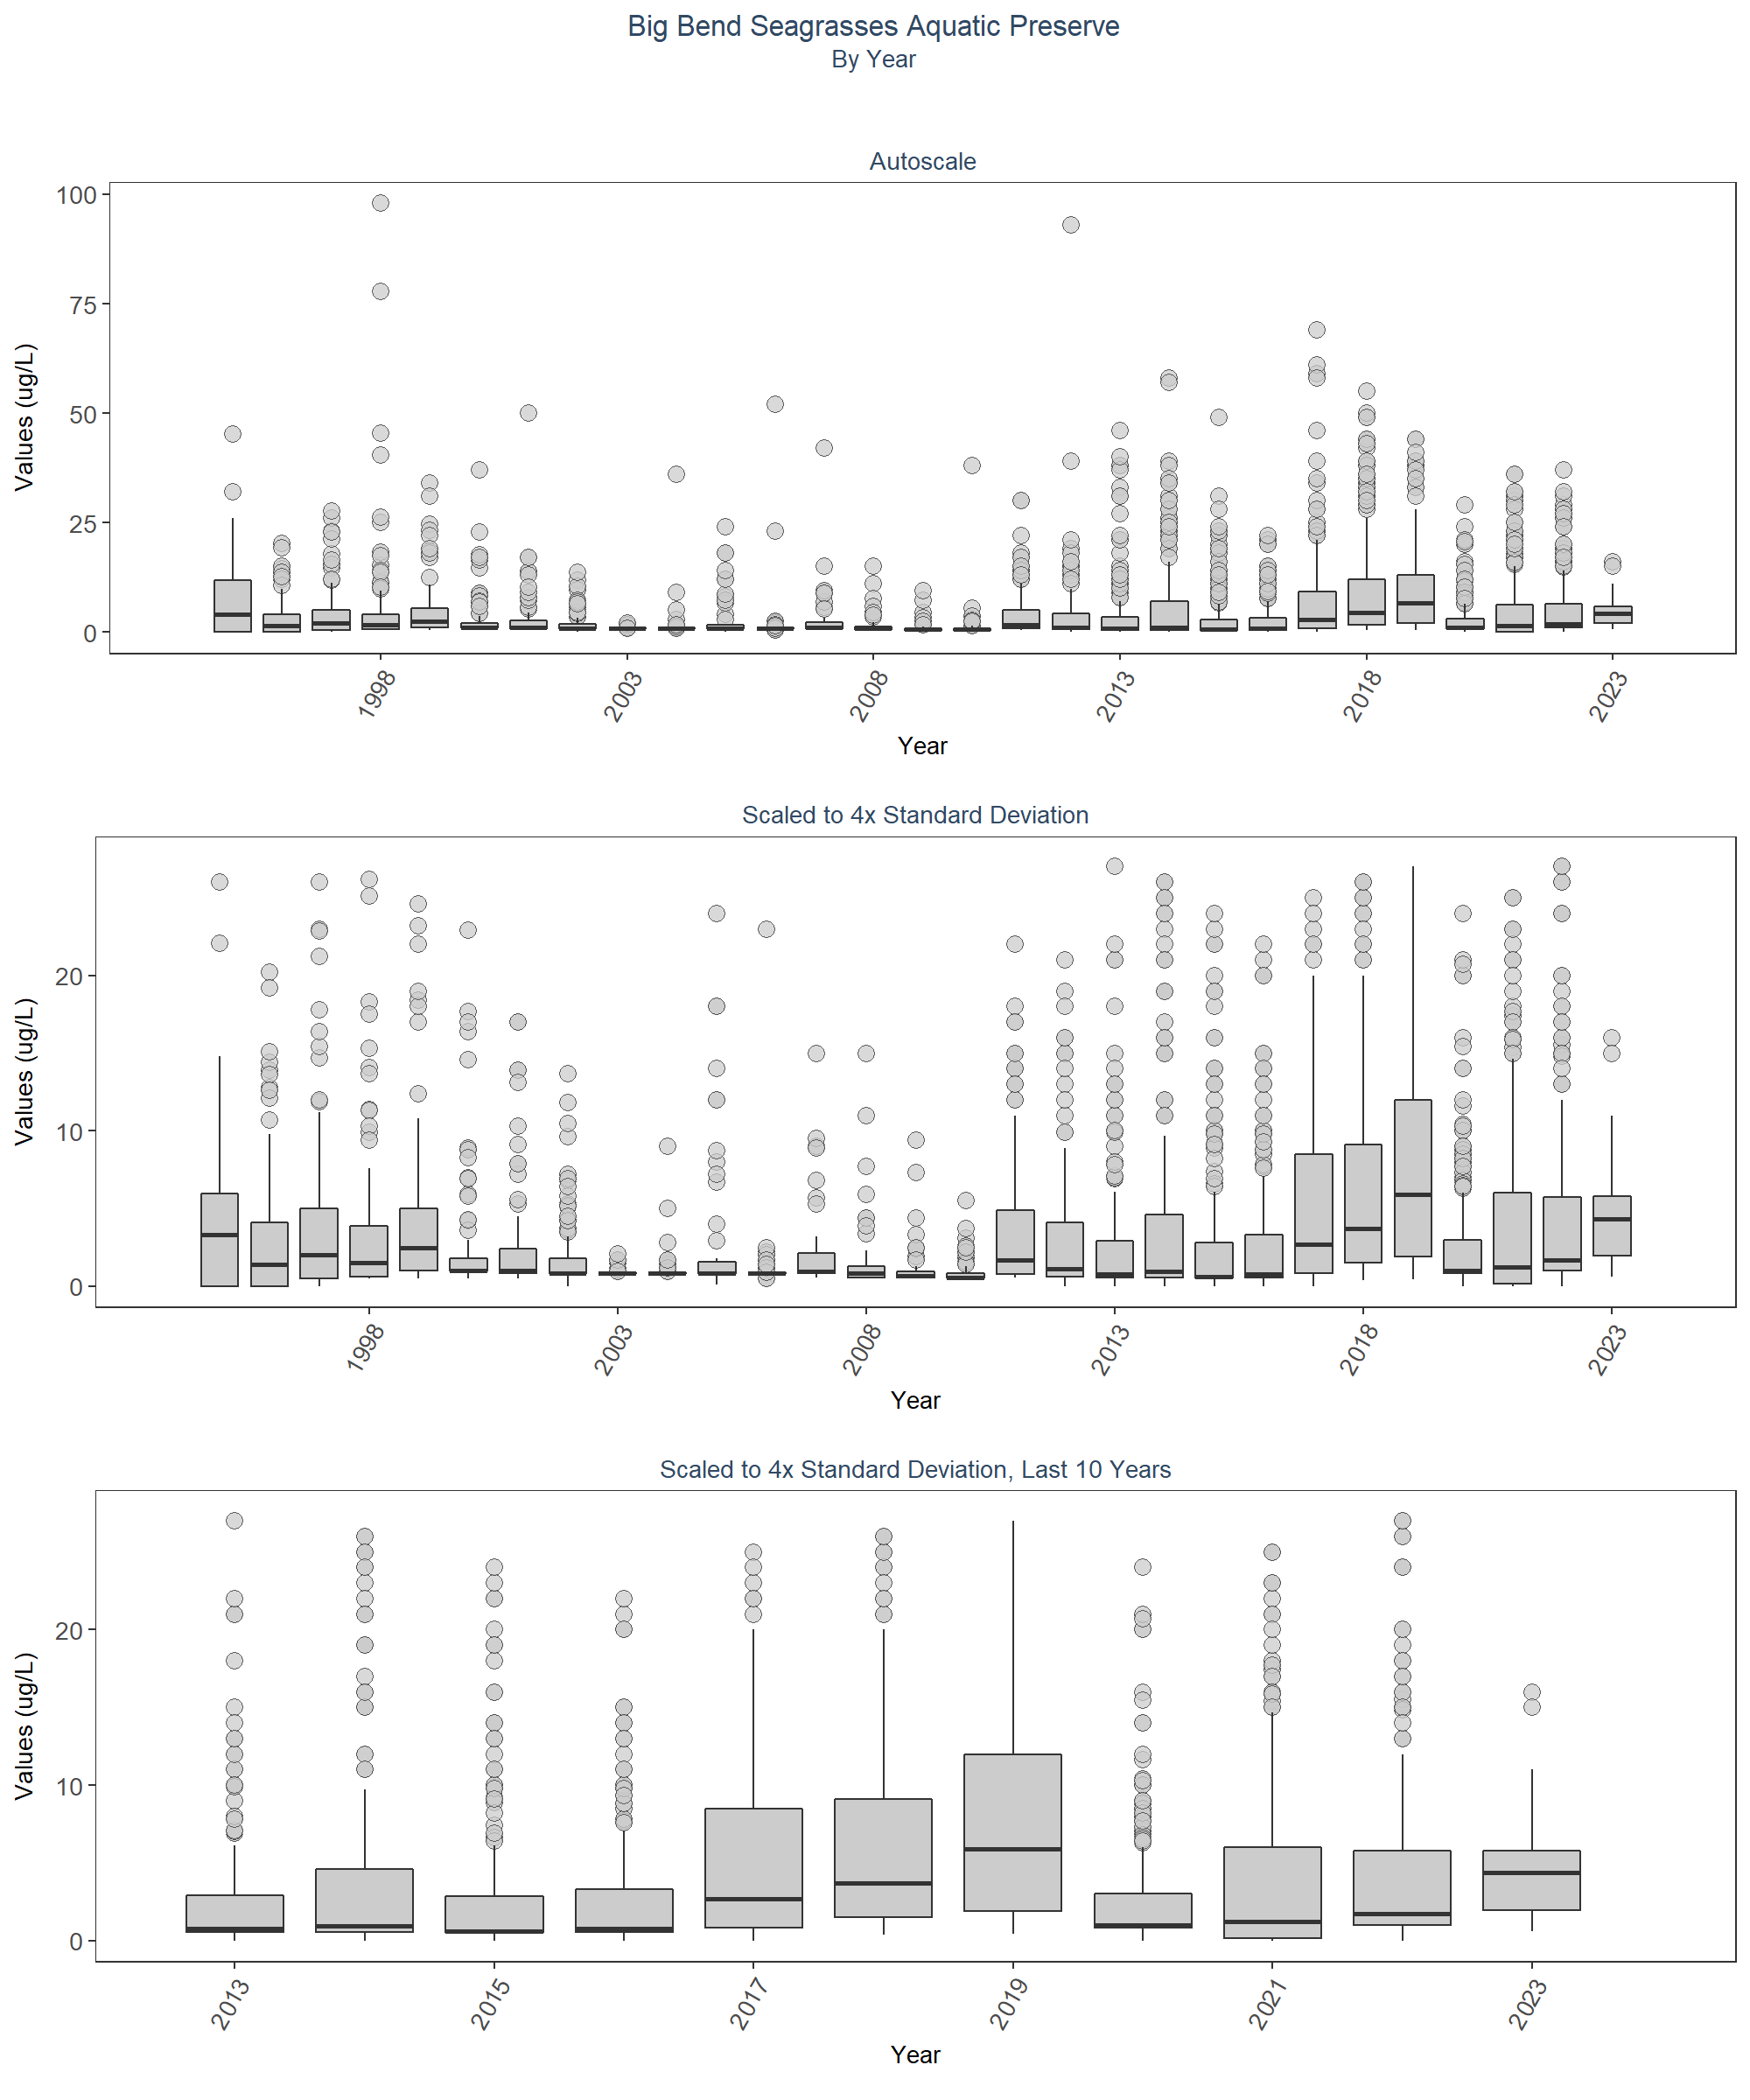 Big Bend Seagrasses Aquatic Preserve
By Year
Autoscale
Values (ug/L)
100
75
50
25
0
1998
2003
2008
2013
2018
2023
Year
Scaled to 4x Standard Deviation
Values (ug/L)
20
10
0
1998
2003
2008
2013
2018
2023
Year
Scaled to 4x Standard Deviation, Last 10 Years
Values (ug/L)
20
10
0
2013
2015
2017
2019
2021
2023
Year